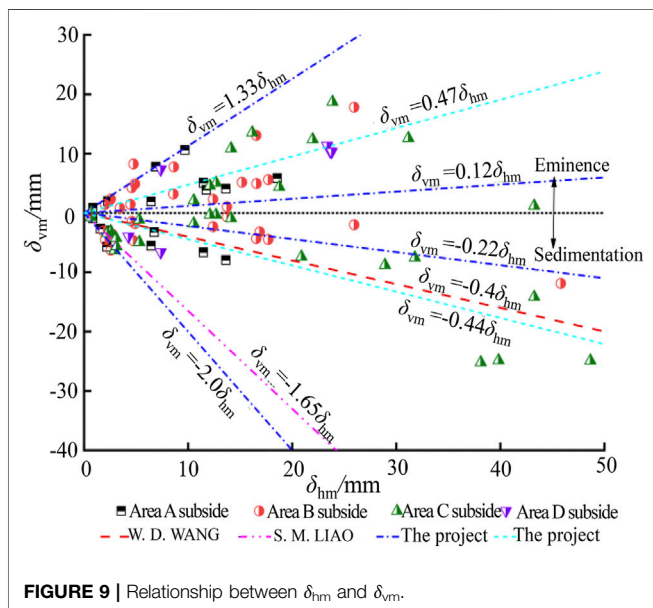 30
20
10
0
-10
-20
-30
-40
δvm/mm
0
10
20
30
40
50
δhm/mm
δvm=1.33δhm
δvm=0.47δhm
δvm=0.12δhm
Eminence
Sedimentation
δvm=-0.22δhm
δvm=-0.4δhm
δvm=-0.44δhm
δvm=-1.65δhm
δvm=-2.0δhm
Area A subside Area B subside Area C subside Area D subside
W. D. WANG S. M. LIAO The project The project
FIGURE 9 | Relationship between δhm and δvm.